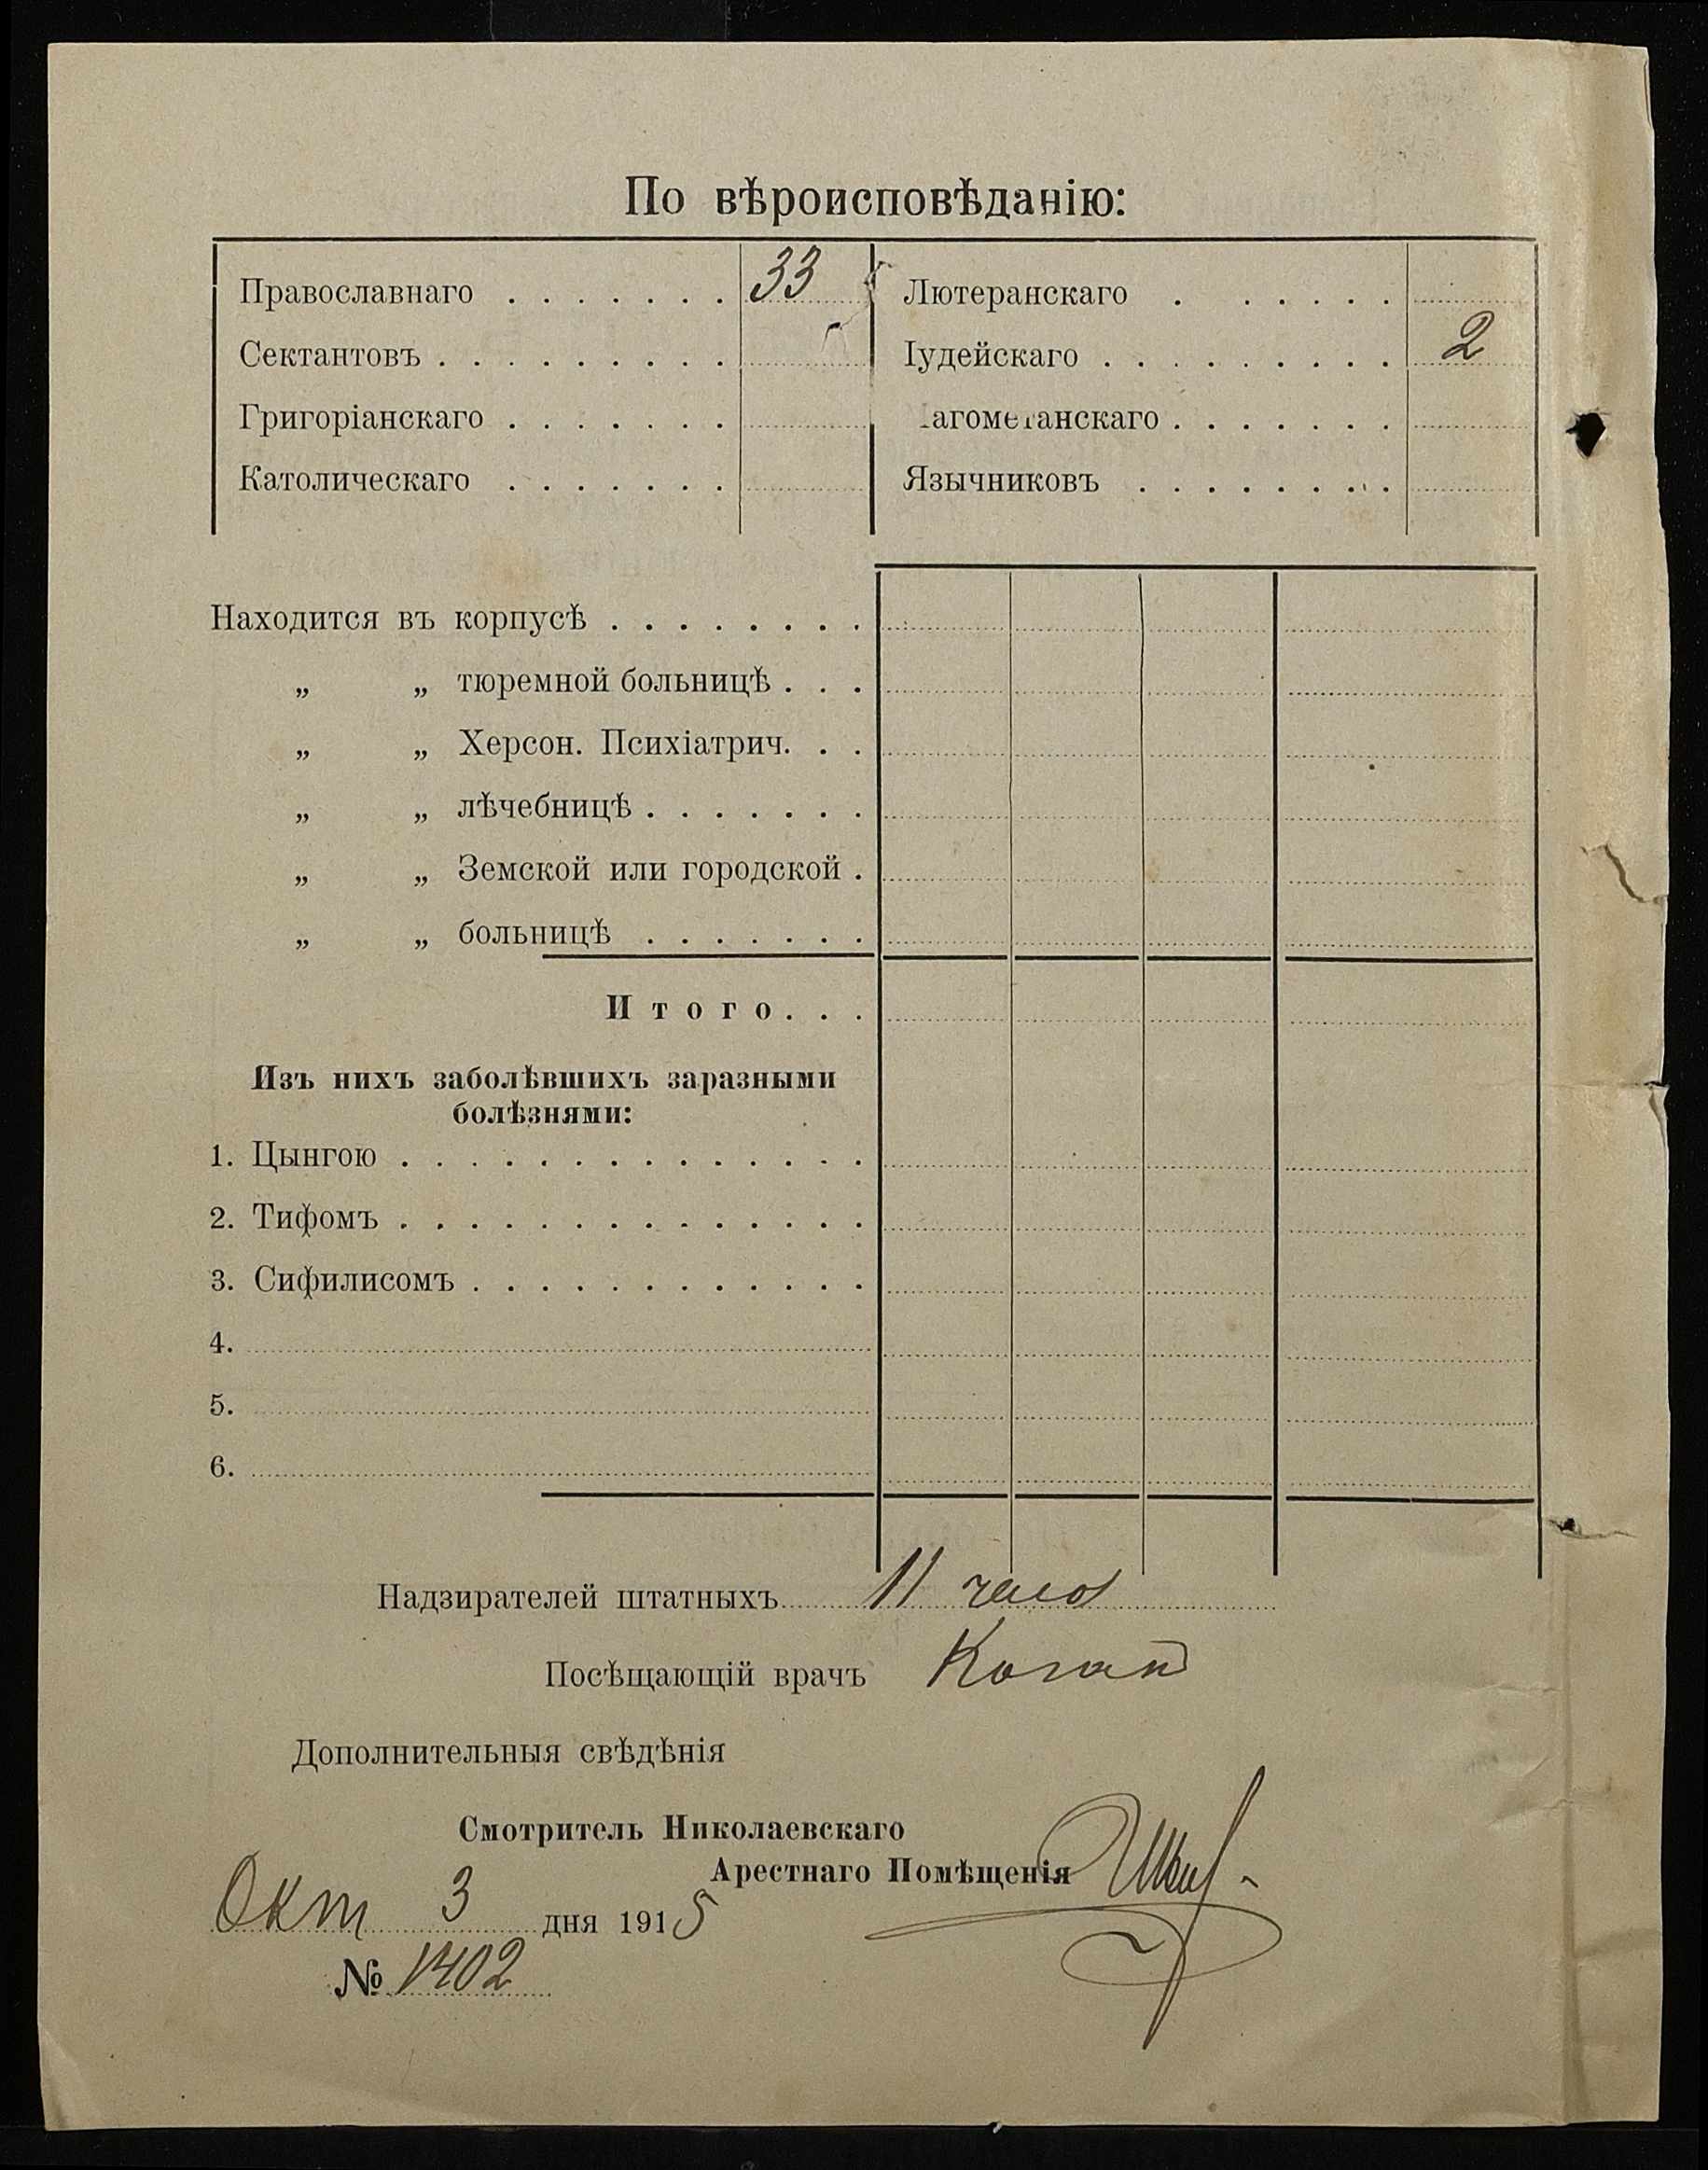 По вѣроисповѣданію:
Православнаго . . . . . . . 33 Лютеранскаго . . . . . .
Сектантовъ . . . . . . . . . Іудейскаго . . . . . . . . . 2
Григоріанскаго . . . . . . . агометанскаго . . . . . . .
Католическаго . . . . . . . Язычниковъ . . . . . . . .
Находится въ корпусѣ . . . . . . . .
„ „ тюремной больницѣ . . .
„ „ Херсон. Психіатрич. . .
„ „ лѣчебницѣ . . . . . . .
„ „ Земской или городской .
„ „ больницѣ . . . . . . .
Итого . . .
Изъ нихъ заболѣвшихъ заразными
болѣзнями:
1. Цынгою . . . . . . . . . . . . . .
2. Тифомъ . . . . . . . . . . . . . .
3. Сифилисомъ . . . . . . . . . . . .
4.
5.
6.
Надзирателей штатныхъ 11
Посѣщающій врачъ Коганъ
Дополнительныя свѣдѣнія
Смотритель Николаевскаго
Арестнаго Помѣщенія
Окт 3 дня 1915
№ 1402